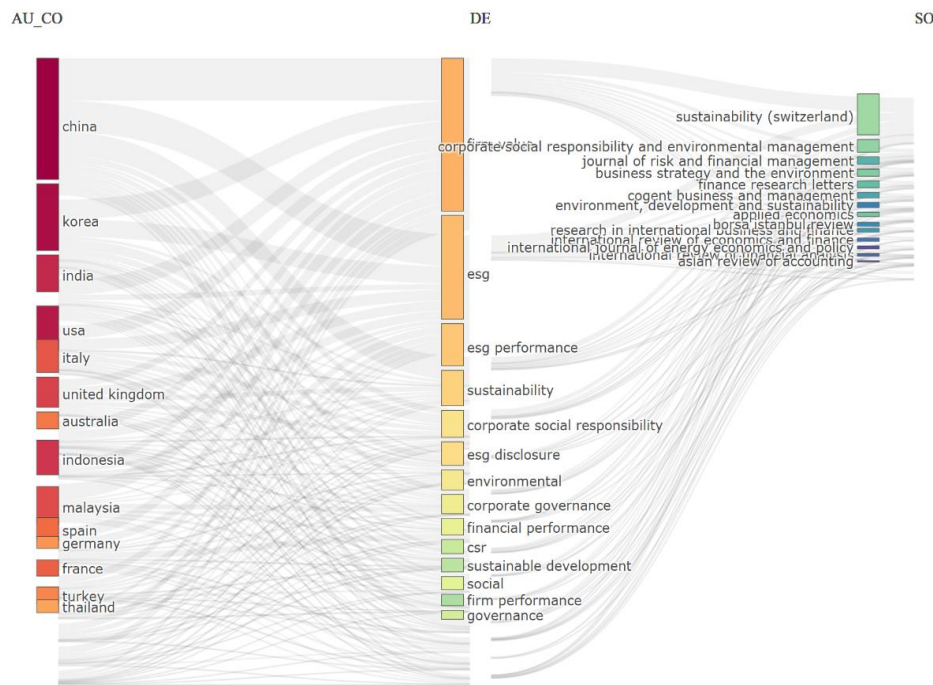 AU_CO
DE
SO
china
korea
india
usa
italy
united kingdom
australia
indonesia
malaysia
spain
germany
france
turkey
thailand
esg
esg performance
sustainability
corporate social responsibility
esg disclosure
environmental
corporate governance
financial performance
csr
sustainable development
social
firm performance
governance
sustainability (switzerland)
corporate social responsibility and environmental management
journal of risk and financial management
business strategy and the environment
finance research letters
cogent business and management
environment, development and sustainability
applied economics
borsa istanbul review
research in international business and finance
international review of economics and finance
international journal of energy economics and policy
international review of financial analysis
asian review of accounting